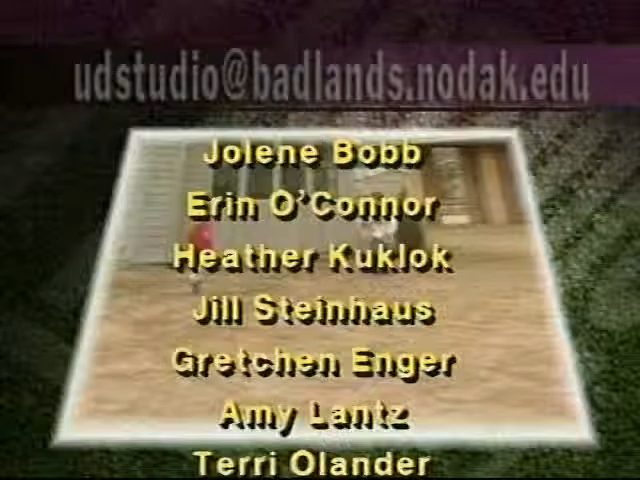 udstudio@badlands.nodak.edu
Jolene Bobb
Erin O'Connor
Heather Kuklok
Jill Steinhaus
Gretchen Enger
Amy Lantz
Terri Olander